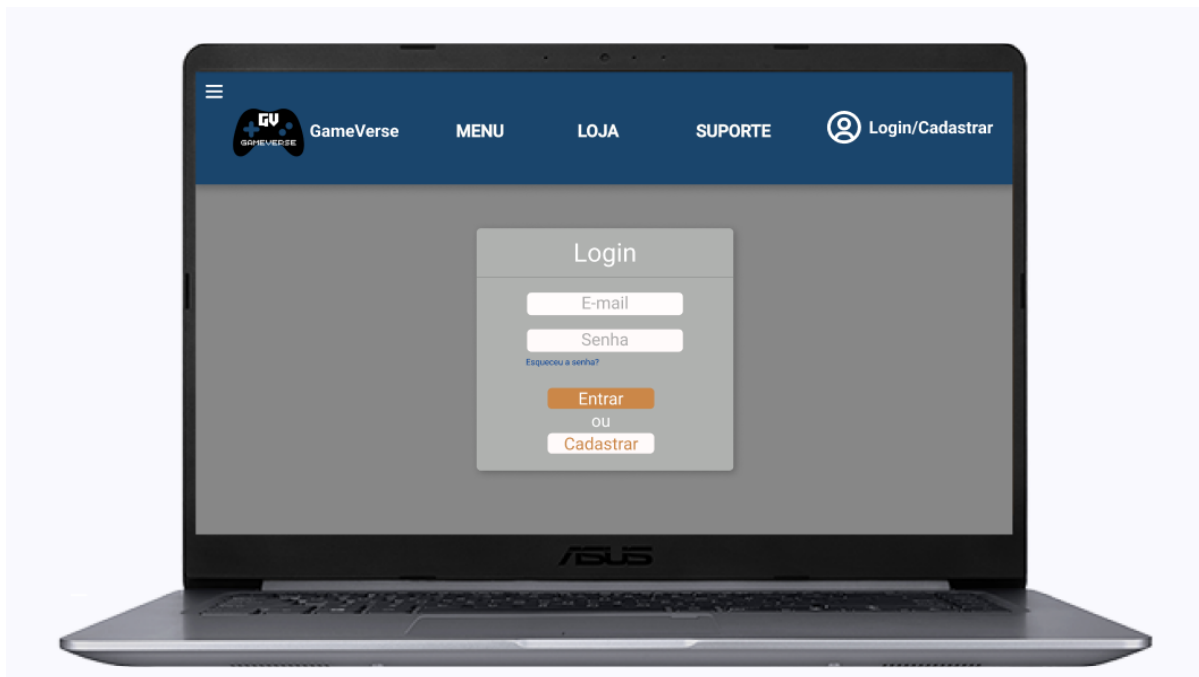 GV
GAMEVERSE
GameVerse
MENU
LOJA
SUPORTE
Login/Cadastrar
Login
E-mail
Senha
Esqueceu a senha?
Entrar
ou
Cadastrar
ASUS